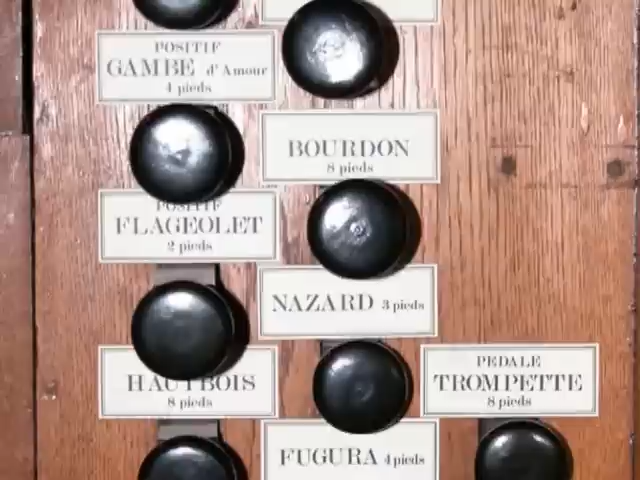 POSITIF
GAMBE d'Amour
4 pieds
BOURDON
8 pieds
POSITIF
FLAGEOLET
2 pieds
NAZARD 3 pieds
HAUTBOIS
8 pieds
PEDALE
TROMPETTE
8 pieds
FUGURA 4 pieds